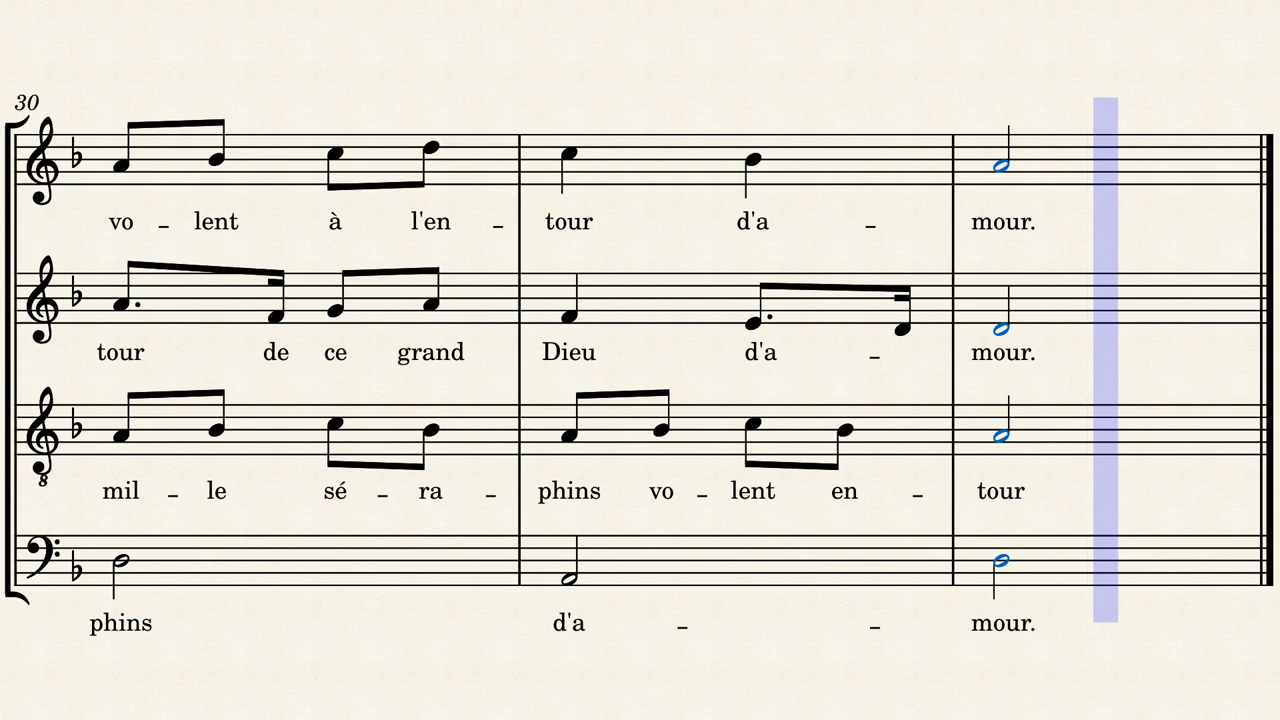 30
vo - lent à l'en - tour d'a - mour.
tour de ce grand Dieu d'a - mour.
8
mil - le sé - ra - phins vo - lent en - tour
phins d'a - - mour.